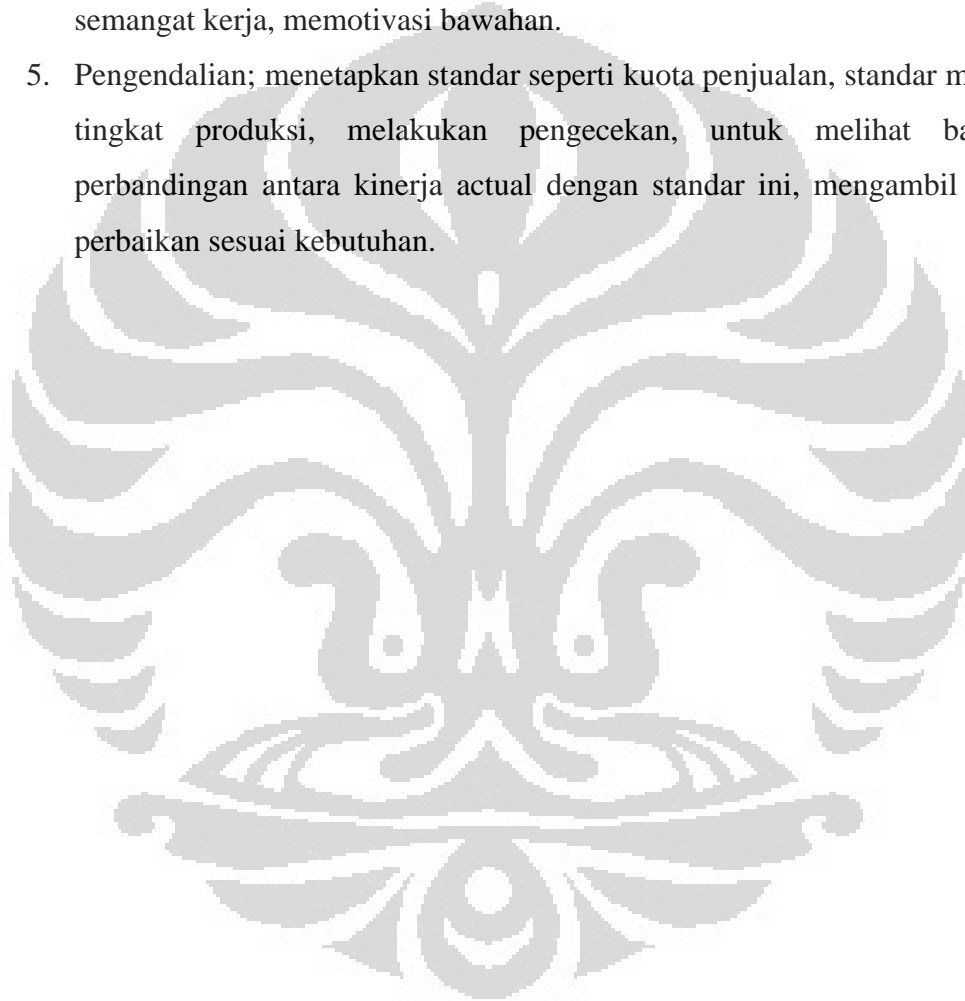 semangat kerja, memotivasi bawahan.
5. Pengendalian; menetapkan standar seperti kuota penjualan, standar
tingkat produksi, melakukan pengecekan, untuk melihat
perbandingan antara kinerja actual dengan standar ini, mengambil
perbaikan sesuai kebutuhan.